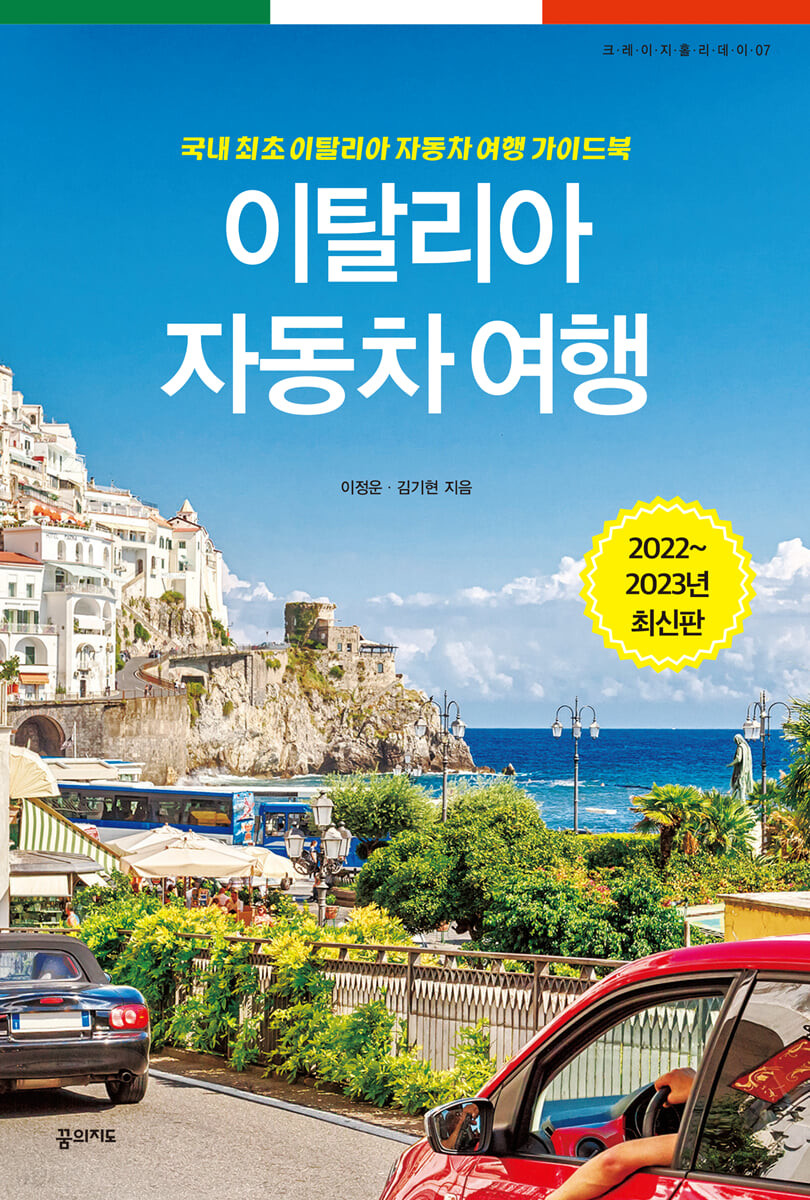 크·레·이·지·홀·리·데·이·07
국내 최초 이탈리아 자동차 여행 가이드북
이탈리아
자동차 여행
이정운 · 김기현 지음
2022~
2023년
최신판
꿈의지도